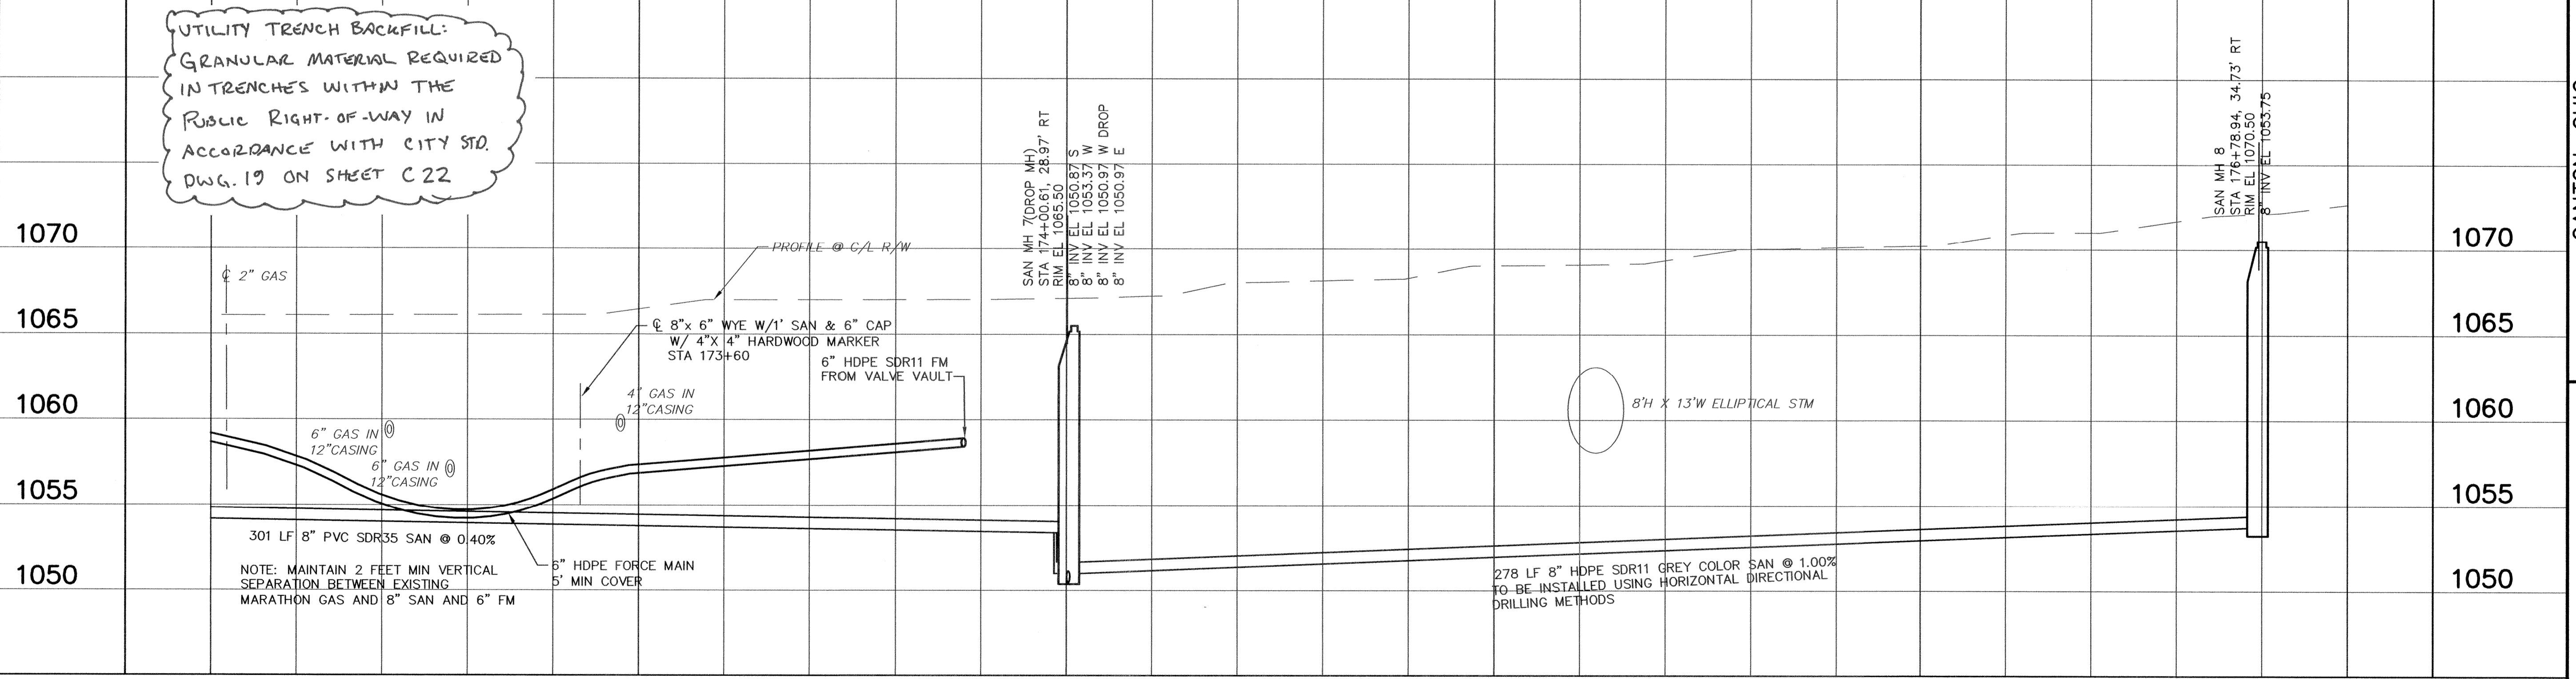 UTILITY TRENCH BACKFILL:
GRANULAR MATERIAL REQUIRED
IN TRENCHES WITHIN THE
PUBLIC RIGHT-OF-WAY IN
ACCORDANCE WITH CITY STD.
DWG. 19 ON SHEET C22
1070
1065
1060
1055
1050
℄ 2" GAS
PROFILE @ C/L R/W
℄ 8"x 6" WYE W/1' SAN & 6" CAP
W/ 4"X 4" HARDWOOD MARKER
STA 173+60
6" HDPE SDR11 FM
FROM VALVE VAULT
4" GAS IN
12"CASING
6" GAS IN
12"CASING
6" GAS IN
12"CASING
301 LF 8" PVC SDR35 SAN @ 0.40%
NOTE: MAINTAIN 2 FEET MIN VERTICAL
SEPARATION BETWEEN EXISTING
MARATHON GAS AND 8" SAN AND 6" FM
6" HDPE FORCE MAIN
5' MIN COVER
SAN MH 7(DROP MH)
STA 174+00.61, 28.97' RT
RIM EL 1065.50
8" INV EL 1050.87 S
8" INV EL 1053.37 W
8" INV EL 1050.97 W DROP
8" INV EL 1050.97 E
8'H X 13'W ELLIPTICAL STM
278 LF 8" HDPE SDR11 GREY COLOR SAN @ 1.00%
TO BE INSTALLED USING HORIZONTAL DIRECTIONAL
DRILLING METHODS
SAN MH 8
STA 176+78.94, 34.73' RT
RIM EL 1070.50
8" INV EL 1053.75
1070
1065
1060
1055
1050